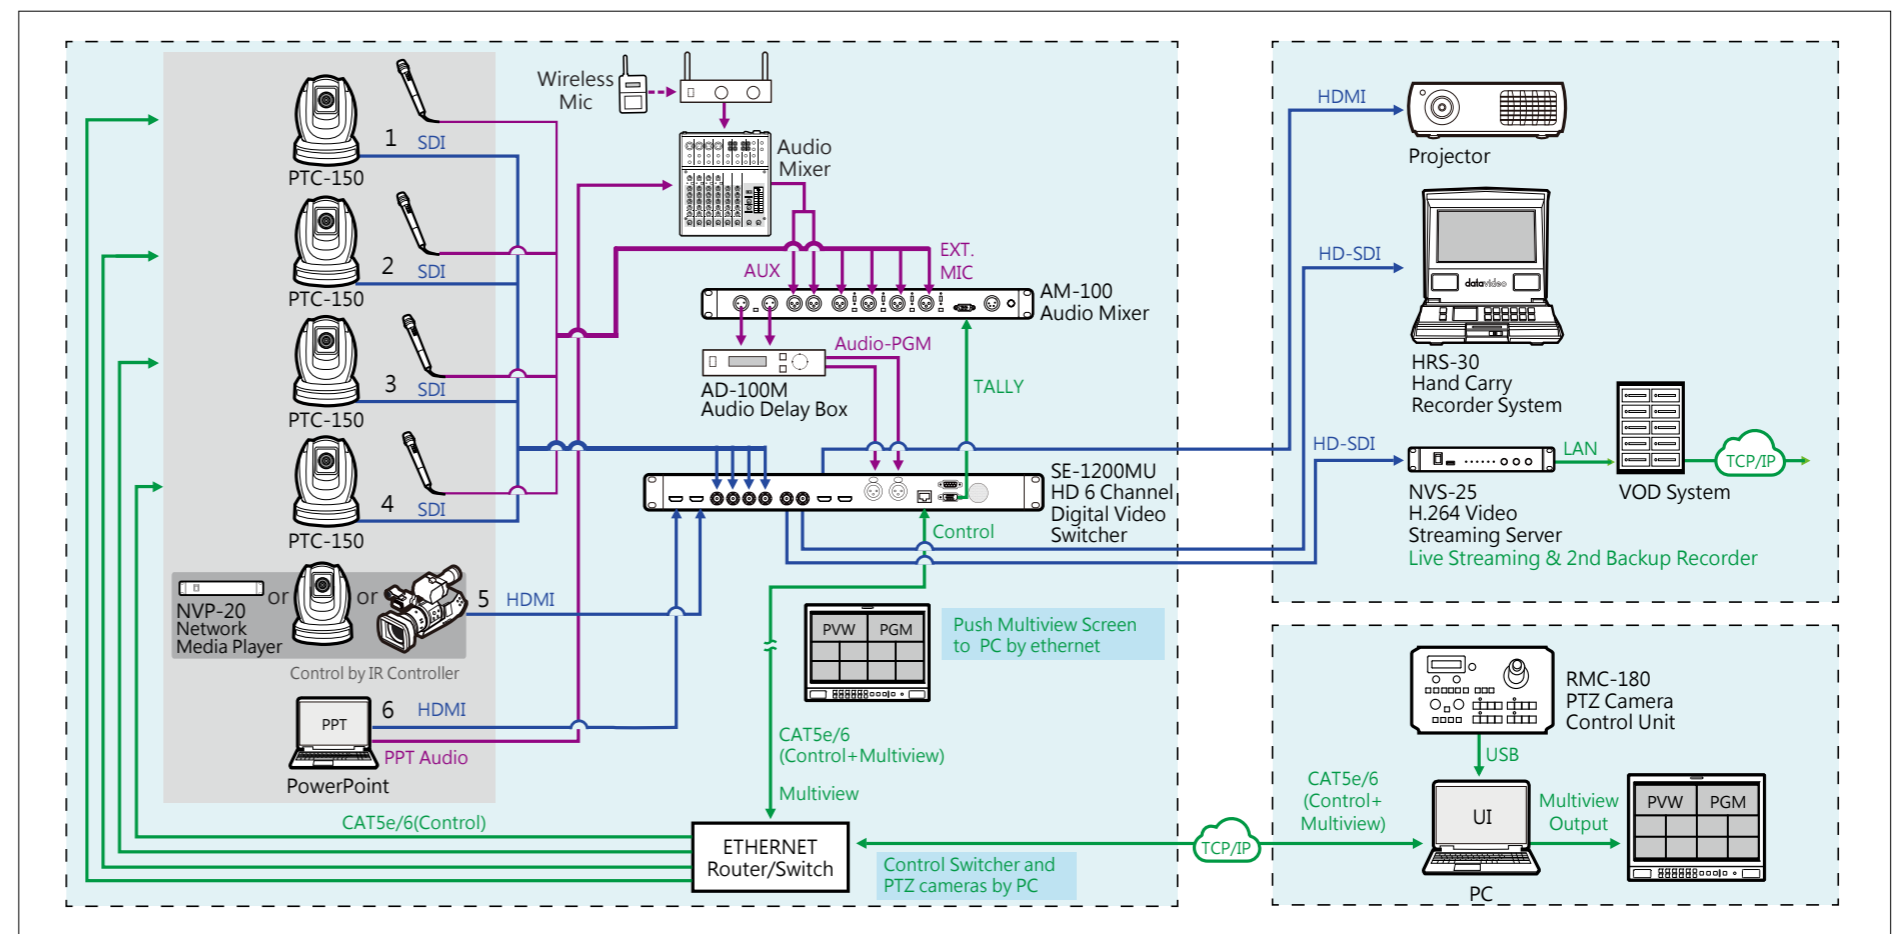 1
SDI
PTC-150
2
SDI
PTC-150
3
SDI
PTC-150
4
SDI
PTC-150
NVP-20
Network
Media Player
or
or
5
HDMI
Control by IR Controller
PPT
6
HDMI
PPT Audio
PowerPoint
CAT5e/6(Control)
Wireless
Mic
Audio
Mixer
AUX
EXT.
MIC
AM-100
Audio Mixer
Audio-PGM
AD-100M
Audio Delay Box
TALLY
SE-1200MU
HD 6 Channel
Digital Video
Switcher
Control
PVW
PGM
Push Multiview Screen
to PC by ethernet
CAT5e/6
(Control+Multiview)
Multiview
ETHERNET
Router/Switch
Control Switcher and
PTZ cameras by PC
TCP/IP
HDMI
Projector
HD-SDI
datavideo
HRS-30
Hand Carry
Recorder System
HD-SDI
LAN
TCP/IP
NVS-25
H.264 Video
Streaming Server
Live Streaming & 2nd Backup Recorder
VOD System
RMC-180
PTZ Camera
Control Unit
USB
CAT5e/6
(Control+
Multiview)
UI
PC
Multiview
Output
PVW
PGM